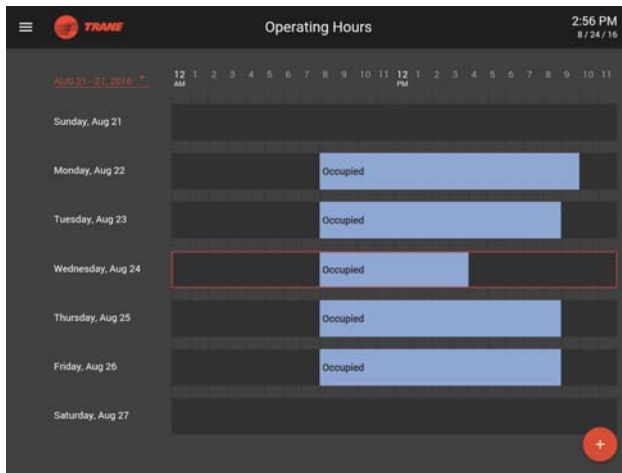 TRANE
Operating Hours
2:56 PM
8 / 24 / 16
AUG 21 - 27, 2016
12 1 2 3 4 5 6 7 8 9 10 11 12 1 2 3 4 5 6 7 8 9 10 11
AM PM
Sunday, Aug 21
Monday, Aug 22 Occupied
Tuesday, Aug 23 Occupied
Wednesday, Aug 24 Occupied
Thursday, Aug 25 Occupied
Friday, Aug 26 Occupied
Saturday, Aug 27
+